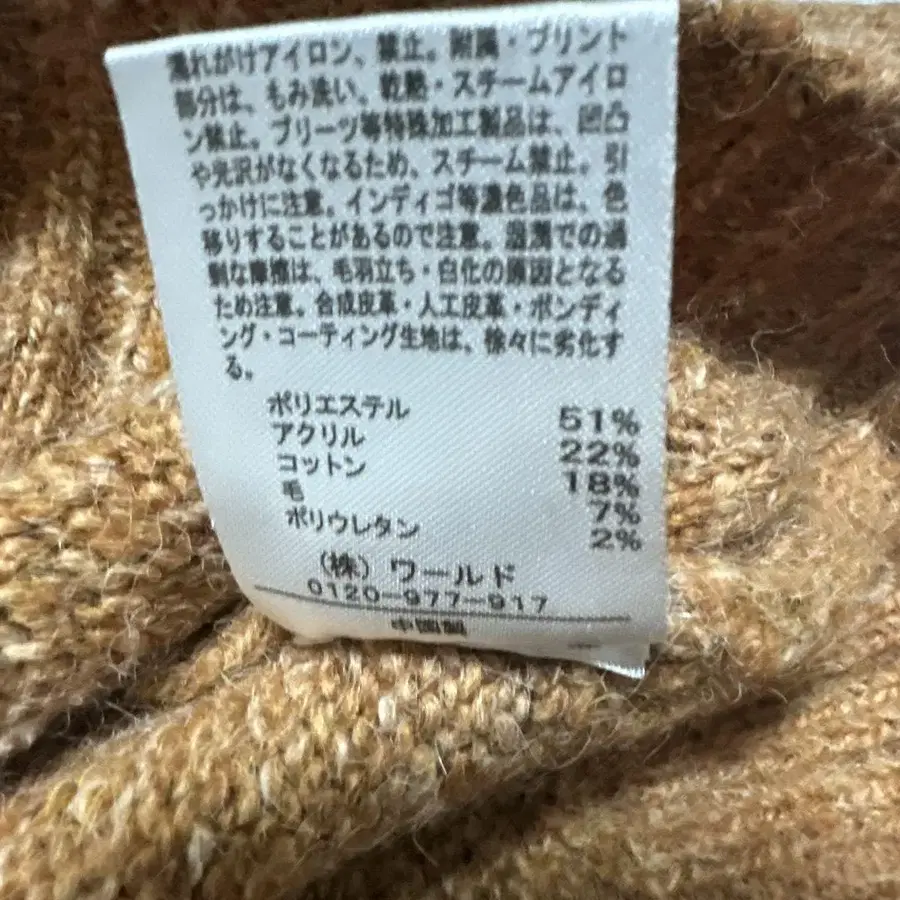 濡れがけアイロン、禁止。附属・プリント
部分は、もみ洗い、乾熱・スチームアイロ
ン禁止。プリーツ等特殊加工製品は、凹凸
や光沢がなくなるため、スチーム禁止。引
っかけに注意。インディゴ等濃色品は、色
移りすることがあるので注意。湿潤での過
剰な摩擦は、毛羽立ち・白化の原因となる
ため注意。合成皮革・人工皮革・ボンディ
ング・コーティング生地は、徐々に劣化す
る。
ポリエステル 51%
アクリル 22%
コットン 18%
毛 7%
ポリウレタン 2%
(株)ワールド
0120-977-917
中国製